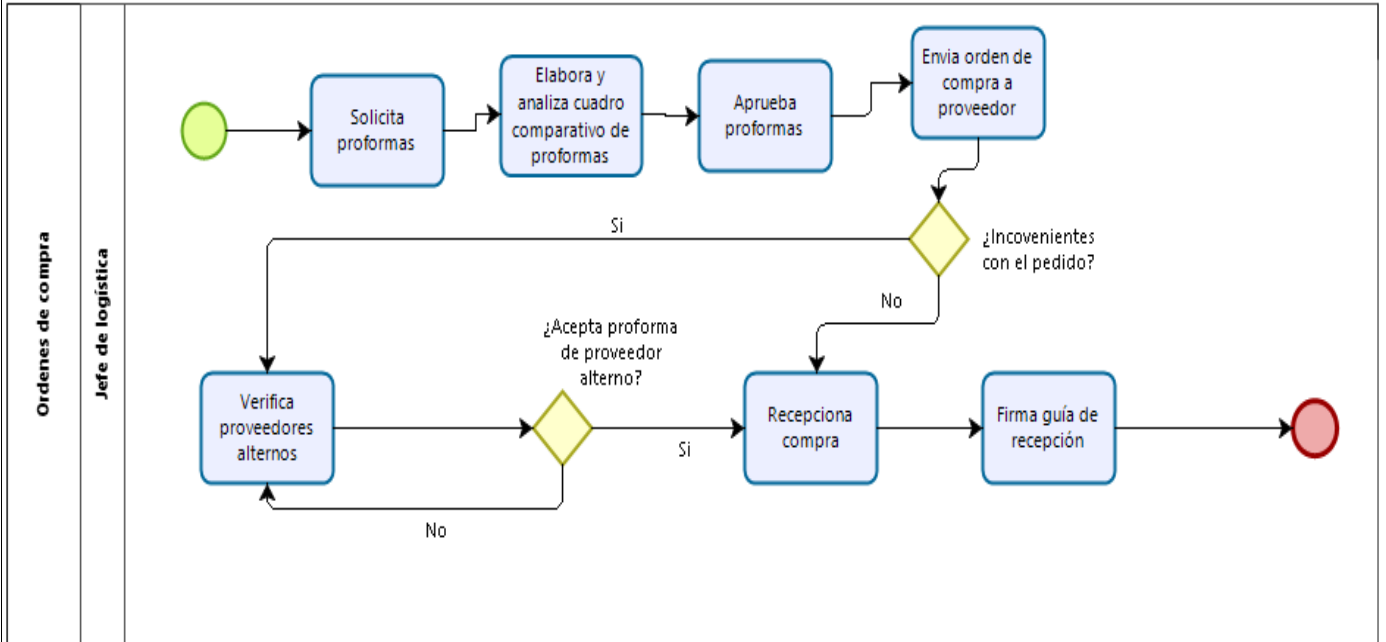 Ordenes de compra
Jefe de logística
Solicita
proformas
Elabora y
analiza cuadro
comparativo de
proformas
Aprueba
proformas
Envia orden de
compra a
proveedor
¿Incovenientes
con el pedido?
Si
No
Verifica
proveedores
alternos
¿Acepta proforma
de proveedor
alterno?
Si
No
Recepciona
compra
Firma guía de
recepción